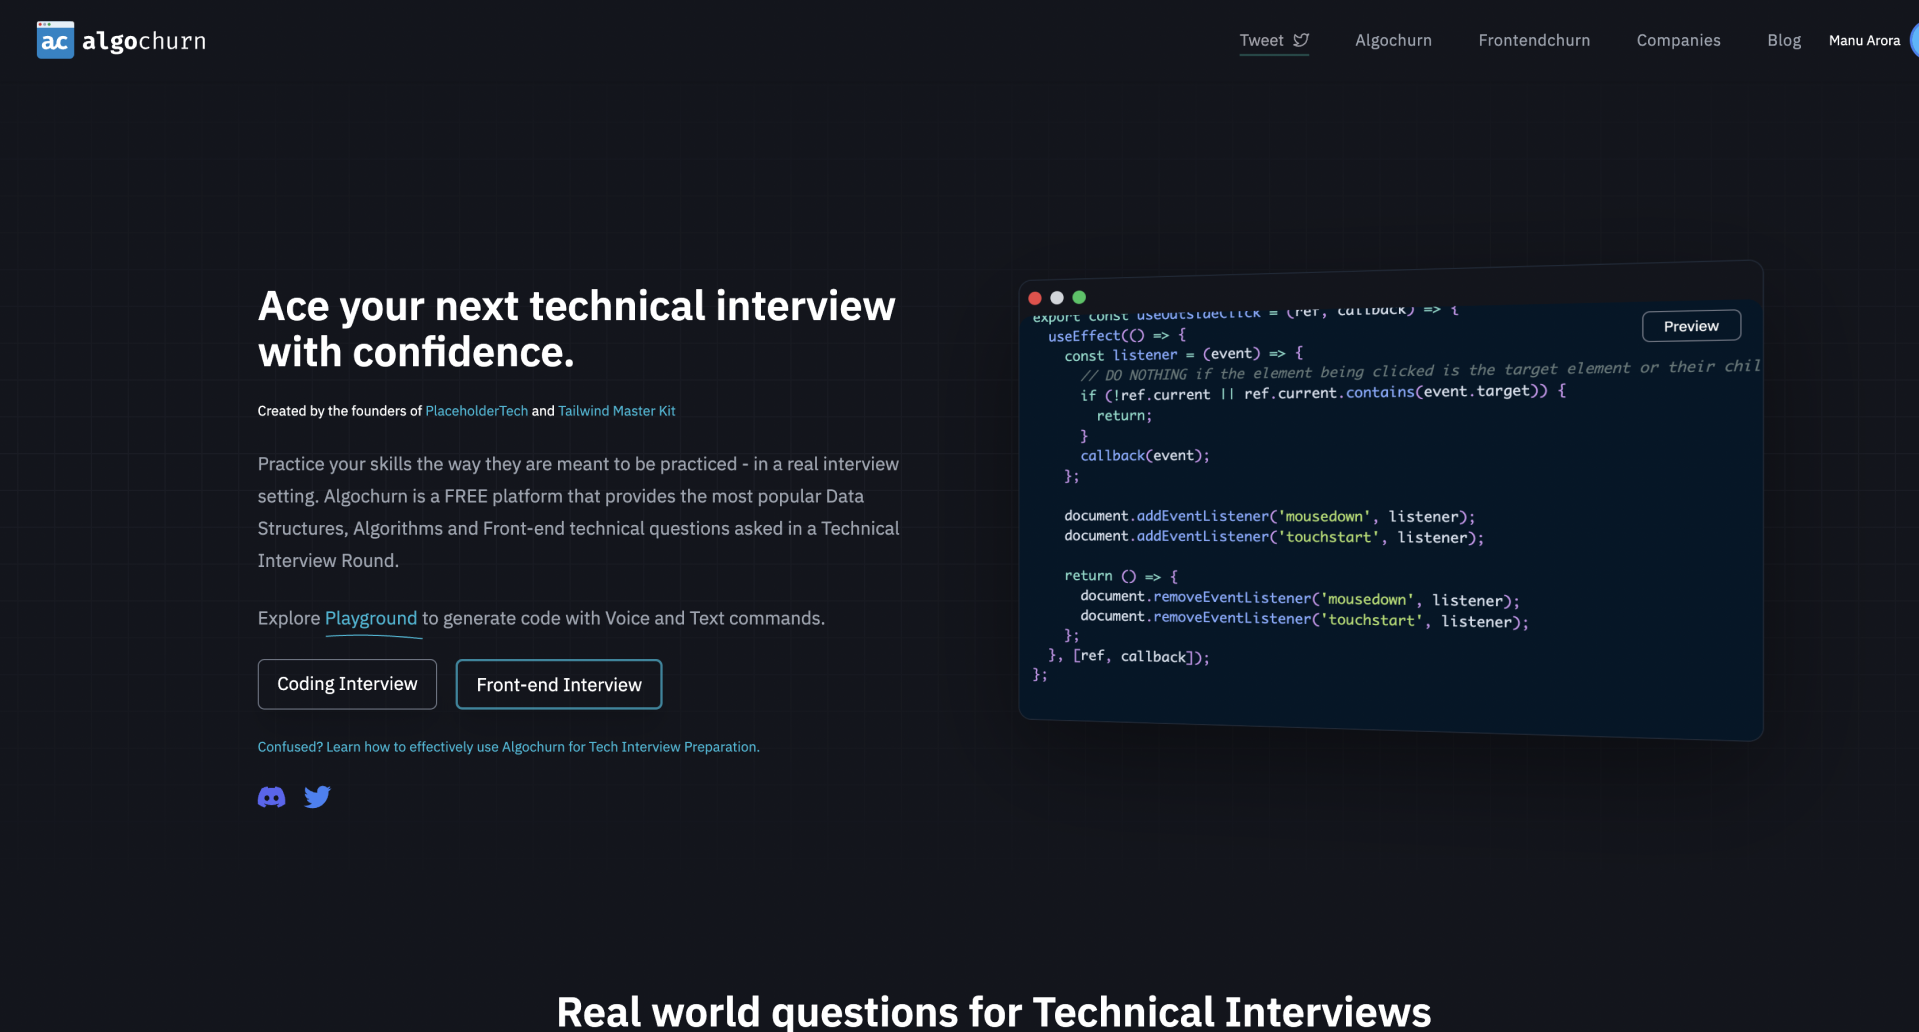 ac algochurn
Tweet Algochurn Frontendchurn Companies Blog Manu Arora
Ace your next technical interview
with confidence.
Created by the founders of PlaceholderTech and Tailwind Master Kit
Practice your skills the way they are meant to be practiced - in a real interview
setting. Algochurn is a FREE platform that provides the most popular Data
Structures, Algorithms and Front-end technical questions asked in a Technical
Interview Round.
Explore Playground to generate code with Voice and Text commands.
Coding Interview Front-end Interview
Confused? Learn how to effectively use Algochurn for Tech Interview Preparation.
Preview
export const useOutsideClick = (ref, callback) => {
useEffect(() => {
const listener = (event) => {
// DO NOTHING if the element being clicked is the target element or their chil
if (!ref.current || ref.current.contains(event.target)) {
return;
}
callback(event);
};
document.addEventListener('mousedown', listener);
document.addEventListener('touchstart', listener);
return () => {
document.removeEventListener('mousedown', listener);
document.removeEventListener('touchstart', listener);
};
}, [ref, callback]);
};
Real world questions for Technical Interviews